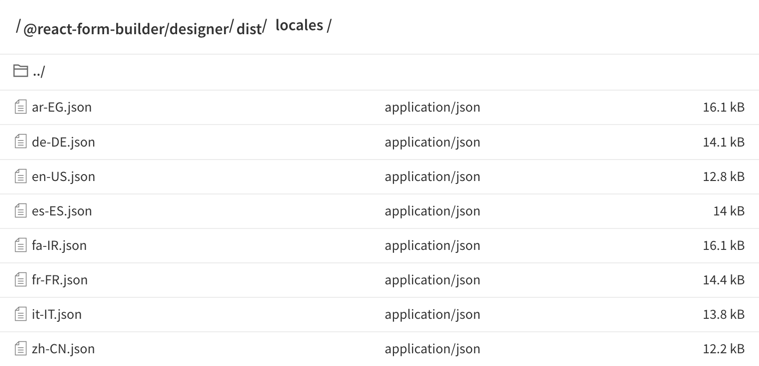 / @react-form-builder/designer / dist / locales /
../
ar-EG.json application/json 16.1 kB
de-DE.json application/json 14.1 kB
en-US.json application/json 12.8 kB
es-ES.json application/json 14 kB
fa-IR.json application/json 16.1 kB
fr-FR.json application/json 14.4 kB
it-IT.json application/json 13.8 kB
zh-CN.json application/json 12.2 kB